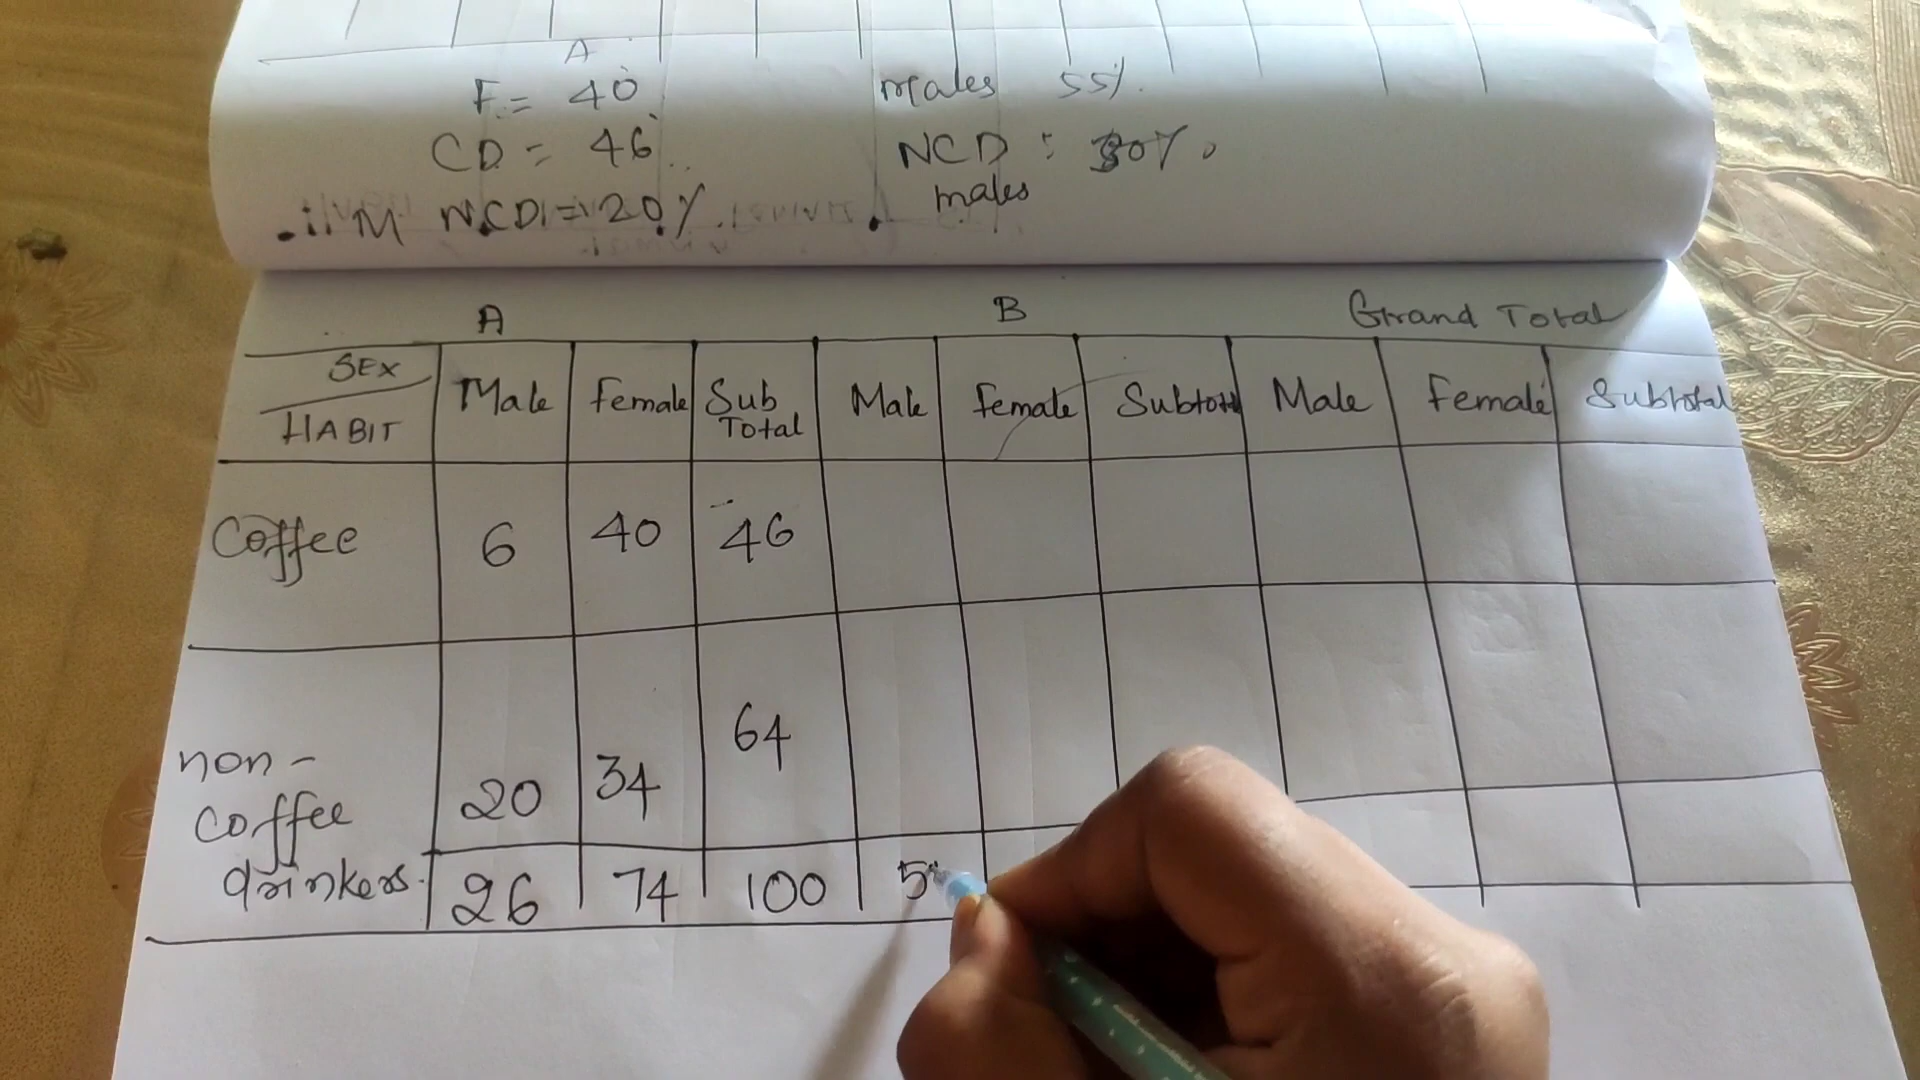 A
F = 40 Males 55%.
CD = 46 NCD : 30%.
males
M NCD = 20%.
A B Grand Total
SEX
HABIT Male Female Sub Total Male Female Subtotal Male Female Subtotal
Coffee 6 40 46
64
non-
coffee 20 34
drinkers. 26 74 100 5